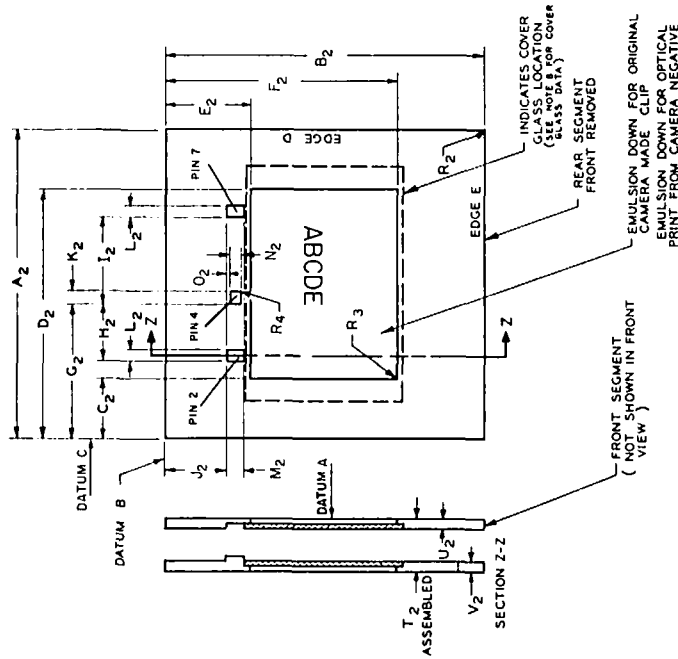 A2
D2
G2
K2
C2
H2
I2
L2
L2
DATUM C
DATUM B
J2
M2
PIN 2
PIN 4
PIN 7
O2
N2
R4
R3
ABCDE
E2
F2
B2
EDGE D
EDGE E
R2
INDICATES COVER
GLASS LOCATION
(SEE NOTE 8 FOR COVER
GLASS DATA)
REAR SEGMENT
FRONT REMOVED
EMULSION DOWN FOR ORIGINAL
CAMERA MADE CLIP
EMULSION DOWN FOR OPTICAL
PRINT FROM CAMERA NEGATIVE
Z
Z
FRONT SEGMENT
( NOT SHOWN IN FRONT
VIEW )
DATUM A
U2
T2
ASSEMBLED
V2
SECTION Z-Z